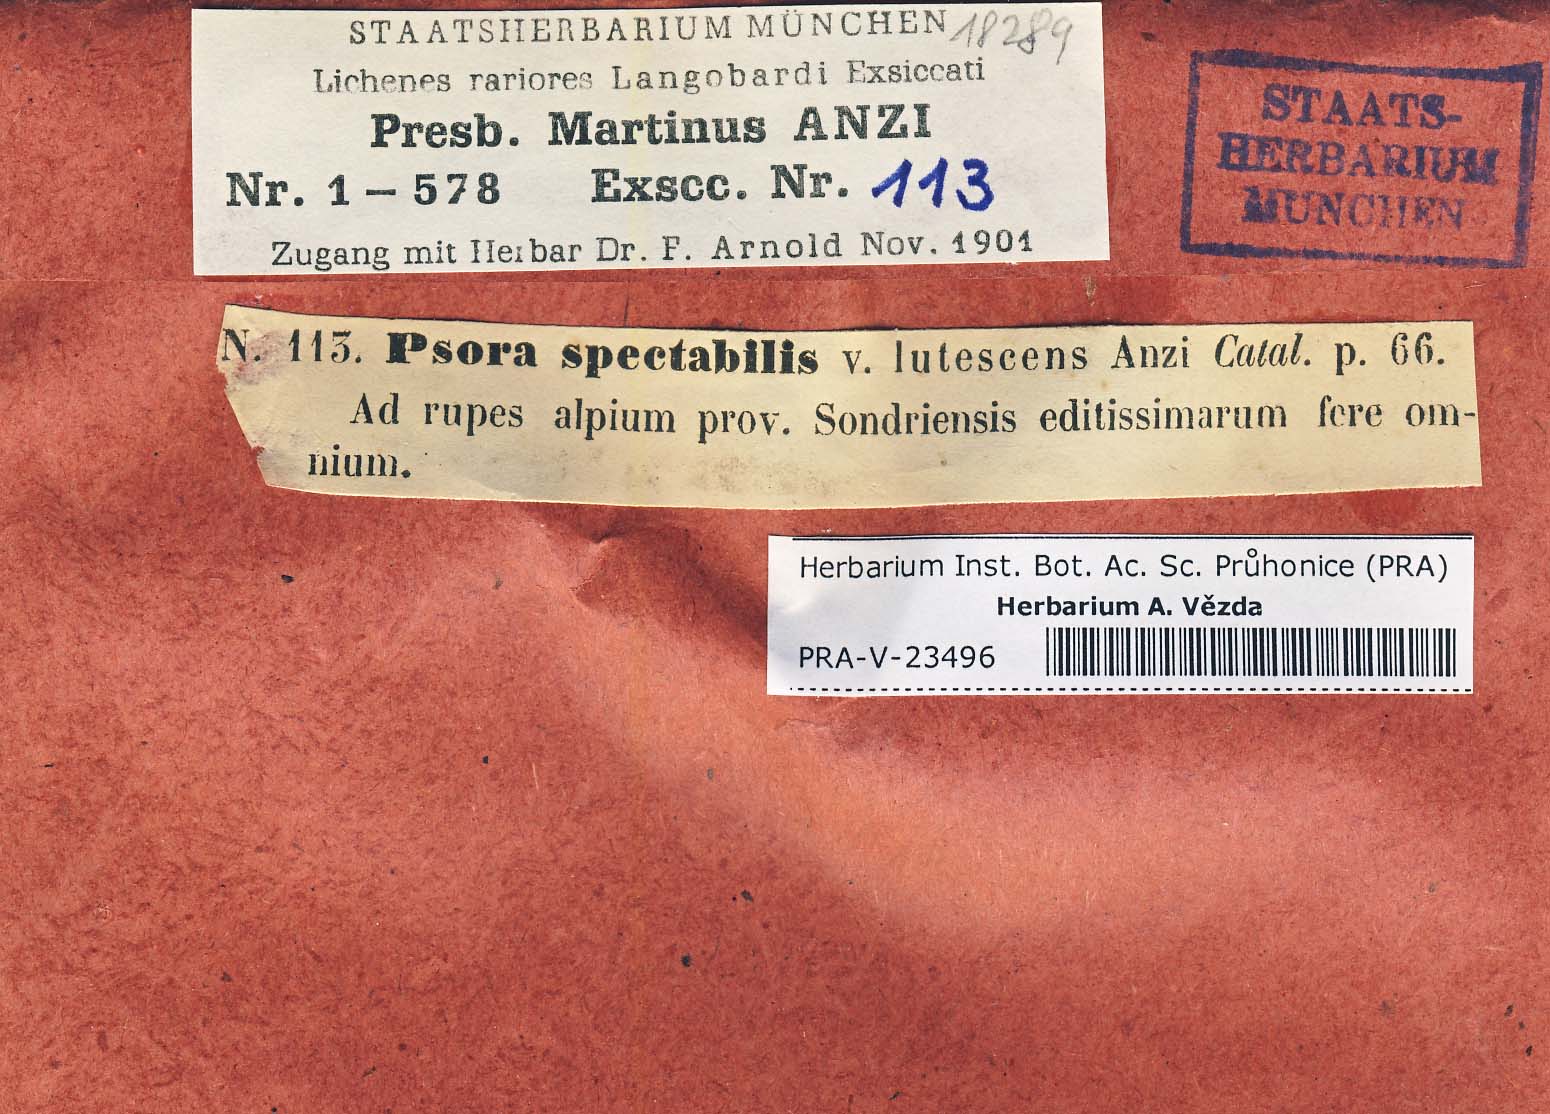 STAATSHERBARIUM MÜNCHEN 18289
Lichenes rariores Langobardi Exsiccati
Presb. Martinus ANZI
Nr. 1 – 578 Exscc. Nr. 113
Zugang mit Herbar Dr. F. Arnold Nov. 1901
STAATS-
HERBARIUM
MÜNCHEN
N. 113. Psora spectabilis v. lutescens Anzi Catal. p. 66.
Ad rupes alpium prov. Sondriensis editissimarum fere om-
nium.
Herbarium Inst. Bot. Ac. Sc. Průhonice (PRA)
Herbarium A. Vězda
PRA-V-23496